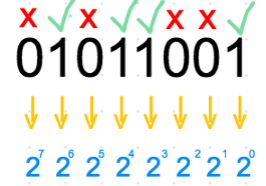 x ✓ x ✓ ✓ x x ✓
01011001
↓ ↓ ↓ ↓ ↓ ↓ ↓ ↓
2⁷ 2⁶ 2⁵ 2⁴ 2³ 2² 2¹ 2⁰